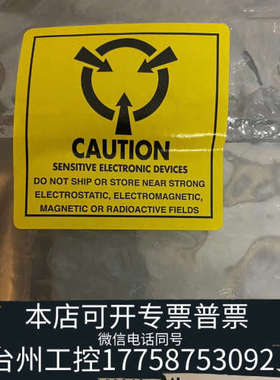 CAUTION
SENSITIVE ELECTRONIC DEVICES
DO NOT SHIP OR STORE NEAR STRONG
ELECTROSTATIC, ELECTROMAGNETIC,
MAGNETIC OR RADIOACTIVE FIELDS
本店可开专票普票
微信电话同号
台州工控17758753092